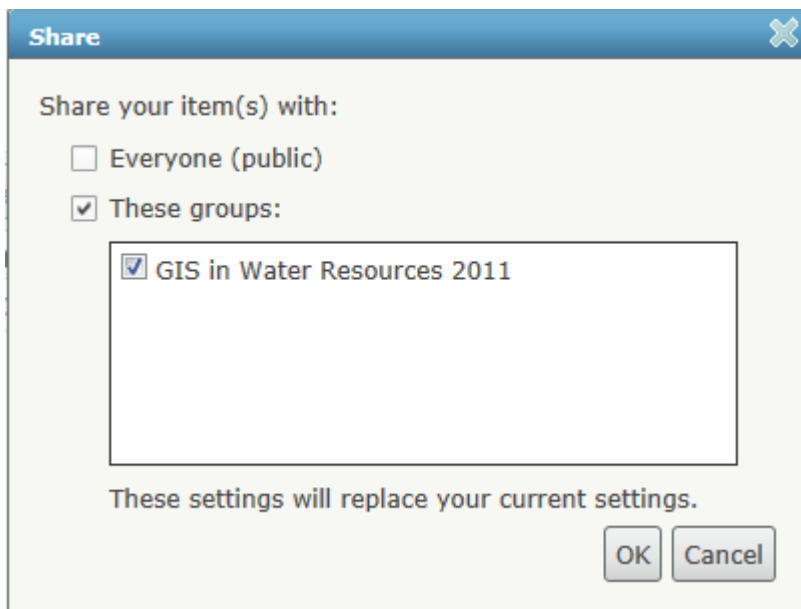 Share
Share your item(s) with:
Everyone (public)
These groups:
GIS in Water Resources 2011
These settings will replace your current settings.
OK Cancel